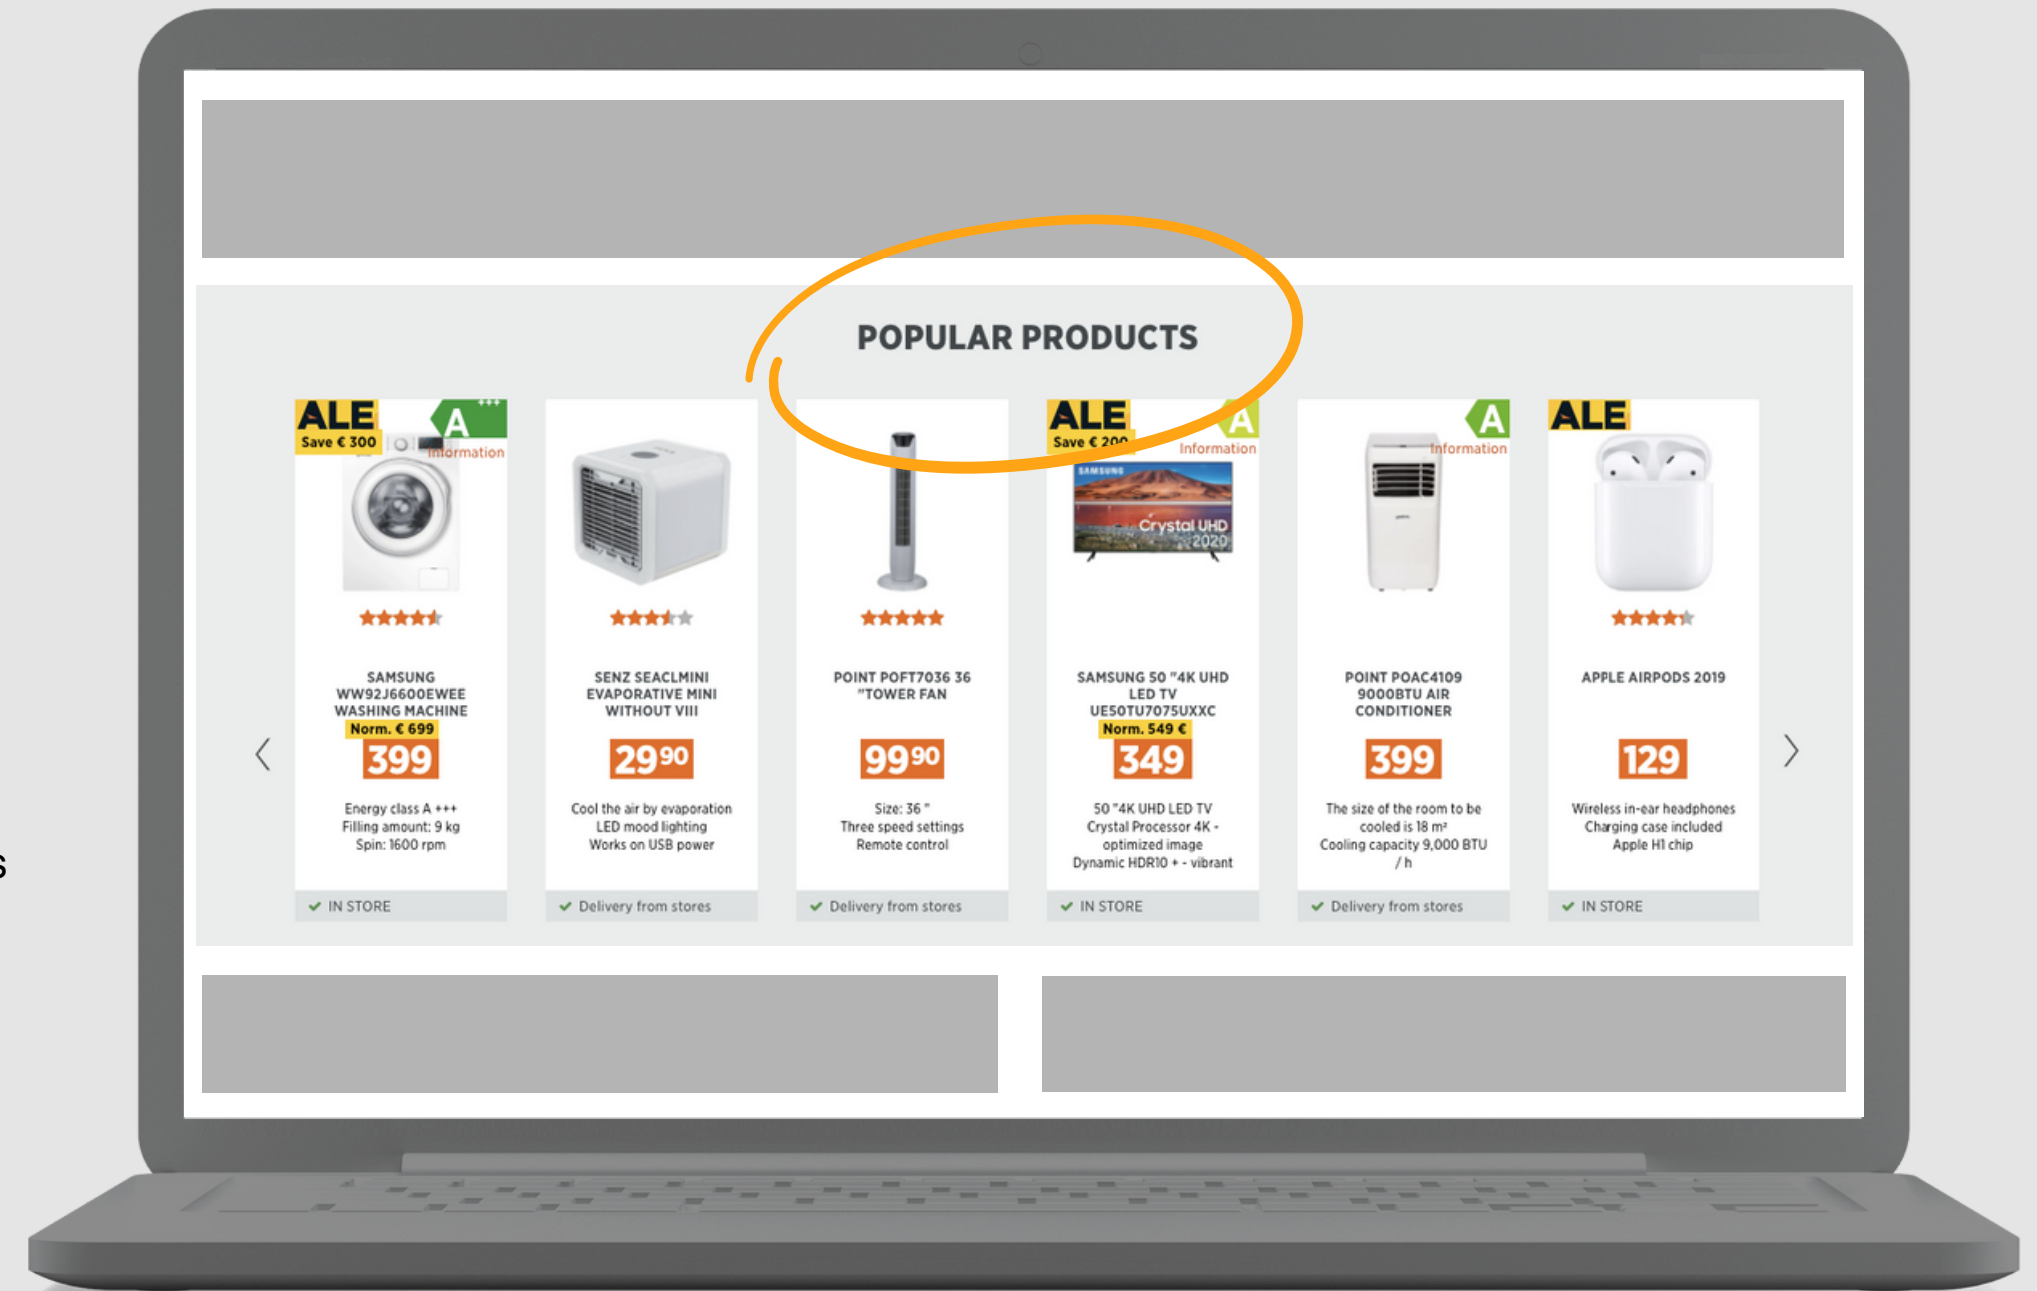 POPULAR PRODUCTS
ALE
Save € 300
A +++
Information
SAMSUNG
WW92J6600EWEE
WASHING MACHINE
Norm. € 699
399
Energy class A +++
Filling amount: 9 kg
Spin: 1600 rpm
IN STORE
SENZ SEACLMINI
EVAPORATIVE MINI
WITHOUT VIII
29 90
Cool the air by evaporation
LED mood lighting
Works on USB power
Delivery from stores
POINT POFT7036 36
"TOWER FAN
99 90
Size: 36 "
Three speed settings
Remote control
Delivery from stores
ALE
Save € 200
A
Information
SAMSUNG
Crystal UHD
2020
SAMSUNG 50 "4K UHD
LED TV
UE50TU7075UXXC
Norm. 549 €
349
50 "4K UHD LED TV
Crystal Processor 4K -
optimized image
Dynamic HDR10 + - vibrant
IN STORE
A
Information
POINT POAC4109
9000BTU AIR
CONDITIONER
399
The size of the room to be
cooled is 18 m²
Cooling capacity 9,000 BTU
/ h
Delivery from stores
ALE
APPLE AIRPODS 2019
129
Wireless in-ear headphones
Charging case included
Apple H1 chip
IN STORE
s